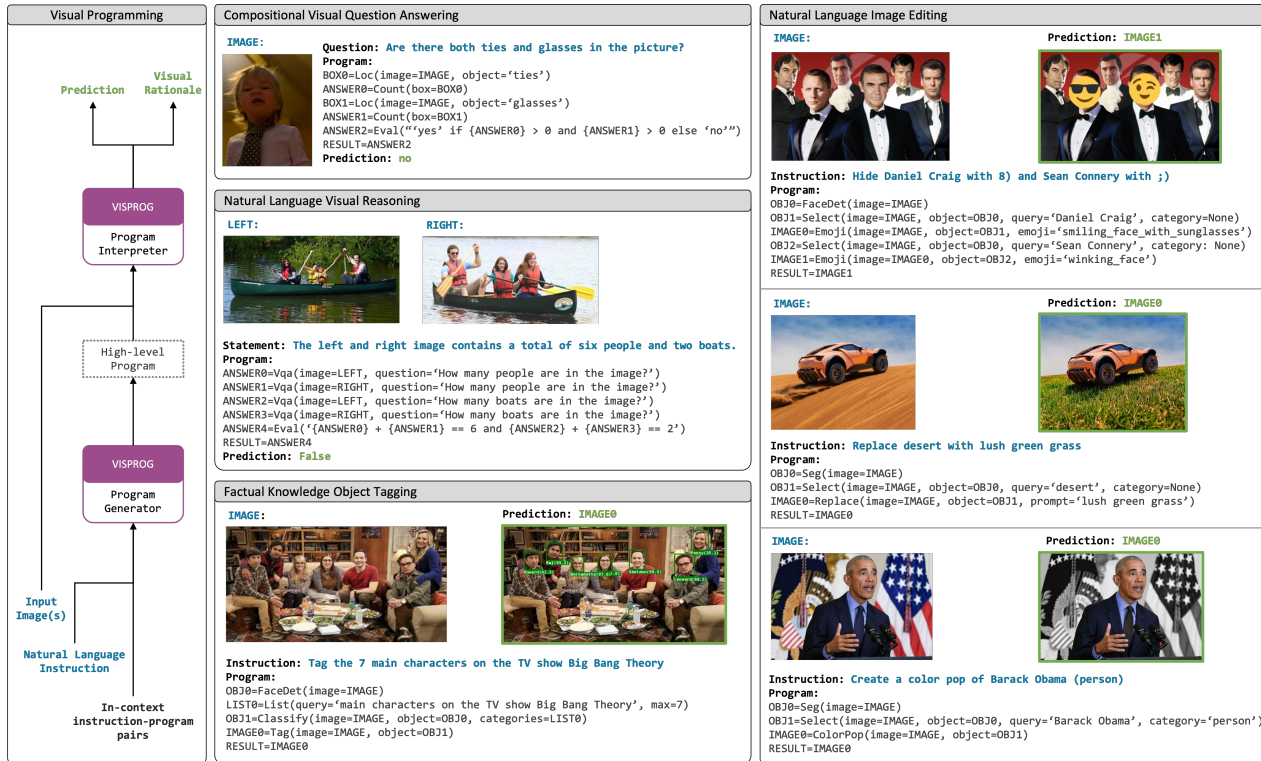 Visual Programming
Prediction
Visual
Rationale
VISPROG
Program
Interpreter
High-level
Program
VISPROG
Program
Generator
Input
Image(s)
Natural Language
Instruction
In-context
instruction-program
pairs
Compositional Visual Question Answering
IMAGE:
Question: Are there both ties and glasses in the picture?
Program:
BOX0=Loc(image=IMAGE, object=‘ties’)
ANSWER0=Count(box=BOX0)
BOX1=Loc(image=IMAGE, object=‘glasses’)
ANSWER1=Count(box=BOX1)
ANSWER2=Eval(“‘yes’ if {ANSWER0} > 0 and {ANSWER1} > 0 else ‘no’”)
RESULT=ANSWER2
Prediction: no
Natural Language Visual Reasoning
LEFT:
RIGHT:
Statement: The left and right image contains a total of six people and two boats.
Program:
ANSWER0=Vqa(image=LEFT, question=‘How many people are in the image?’)
ANSWER1=Vqa(image=RIGHT, question=‘How many people are in the image?’)
ANSWER2=Vqa(image=LEFT, question=‘How many boats are in the image?’)
ANSWER3=Vqa(image=RIGHT, question=‘How many boats are in the image?’)
ANSWER4=Eval(‘{ANSWER0} + {ANSWER1} == 6 and {ANSWER2} + {ANSWER3} == 2’)
RESULT=ANSWER4
Prediction: False
Factual Knowledge Object Tagging
IMAGE:
Prediction: IMAGE0
Instruction: Tag the 7 main characters on the TV show Big Bang Theory
Program:
OBJ0=FaceDet(image=IMAGE)
LIST0=List(query=‘main characters on the TV show Big Bang Theory’, max=7)
OBJ1=Classify(image=IMAGE, object=OBJ0, categories=LIST0)
IMAGE0=Tag(image=IMAGE, object=OBJ1)
RESULT=IMAGE0
Natural Language Image Editing
IMAGE:
Prediction: IMAGE1
Instruction: Hide Daniel Craig with 8) and Sean Connery with ;)
Program:
OBJ0=FaceDet(image=IMAGE)
OBJ1=Select(image=IMAGE, object=OBJ0, query=‘Daniel Craig’, category=None)
IMAGE0=Emoji(image=IMAGE, object=OBJ1, emoji=‘smiling_face_with_sunglasses’)
OBJ2=Select(image=IMAGE, object=OBJ0, query=‘Sean Connery’, category: None)
IMAGE1=Emoji(image=IMAGE0, object=OBJ2, emoji=‘winking_face’)
RESULT=IMAGE1
IMAGE:
Prediction: IMAGE0
Instruction: Replace desert with lush green grass
Program:
OBJ0=Seg(image=IMAGE)
OBJ1=Select(image=IMAGE, object=OBJ0, query=‘desert’, category=None)
IMAGE0=Replace(image=IMAGE, object=OBJ1, prompt=‘lush green grass’)
RESULT=IMAGE0
IMAGE:
Prediction: IMAGE0
Instruction: Create a color pop of Barack Obama (person)
Program:
OBJ0=Seg(image=IMAGE)
OBJ1=Select(image=IMAGE, object=OBJ0, query=‘Barack Obama’, category=‘person’)
IMAGE0=ColorPop(image=IMAGE, object=OBJ1)
RESULT=IMAGE0